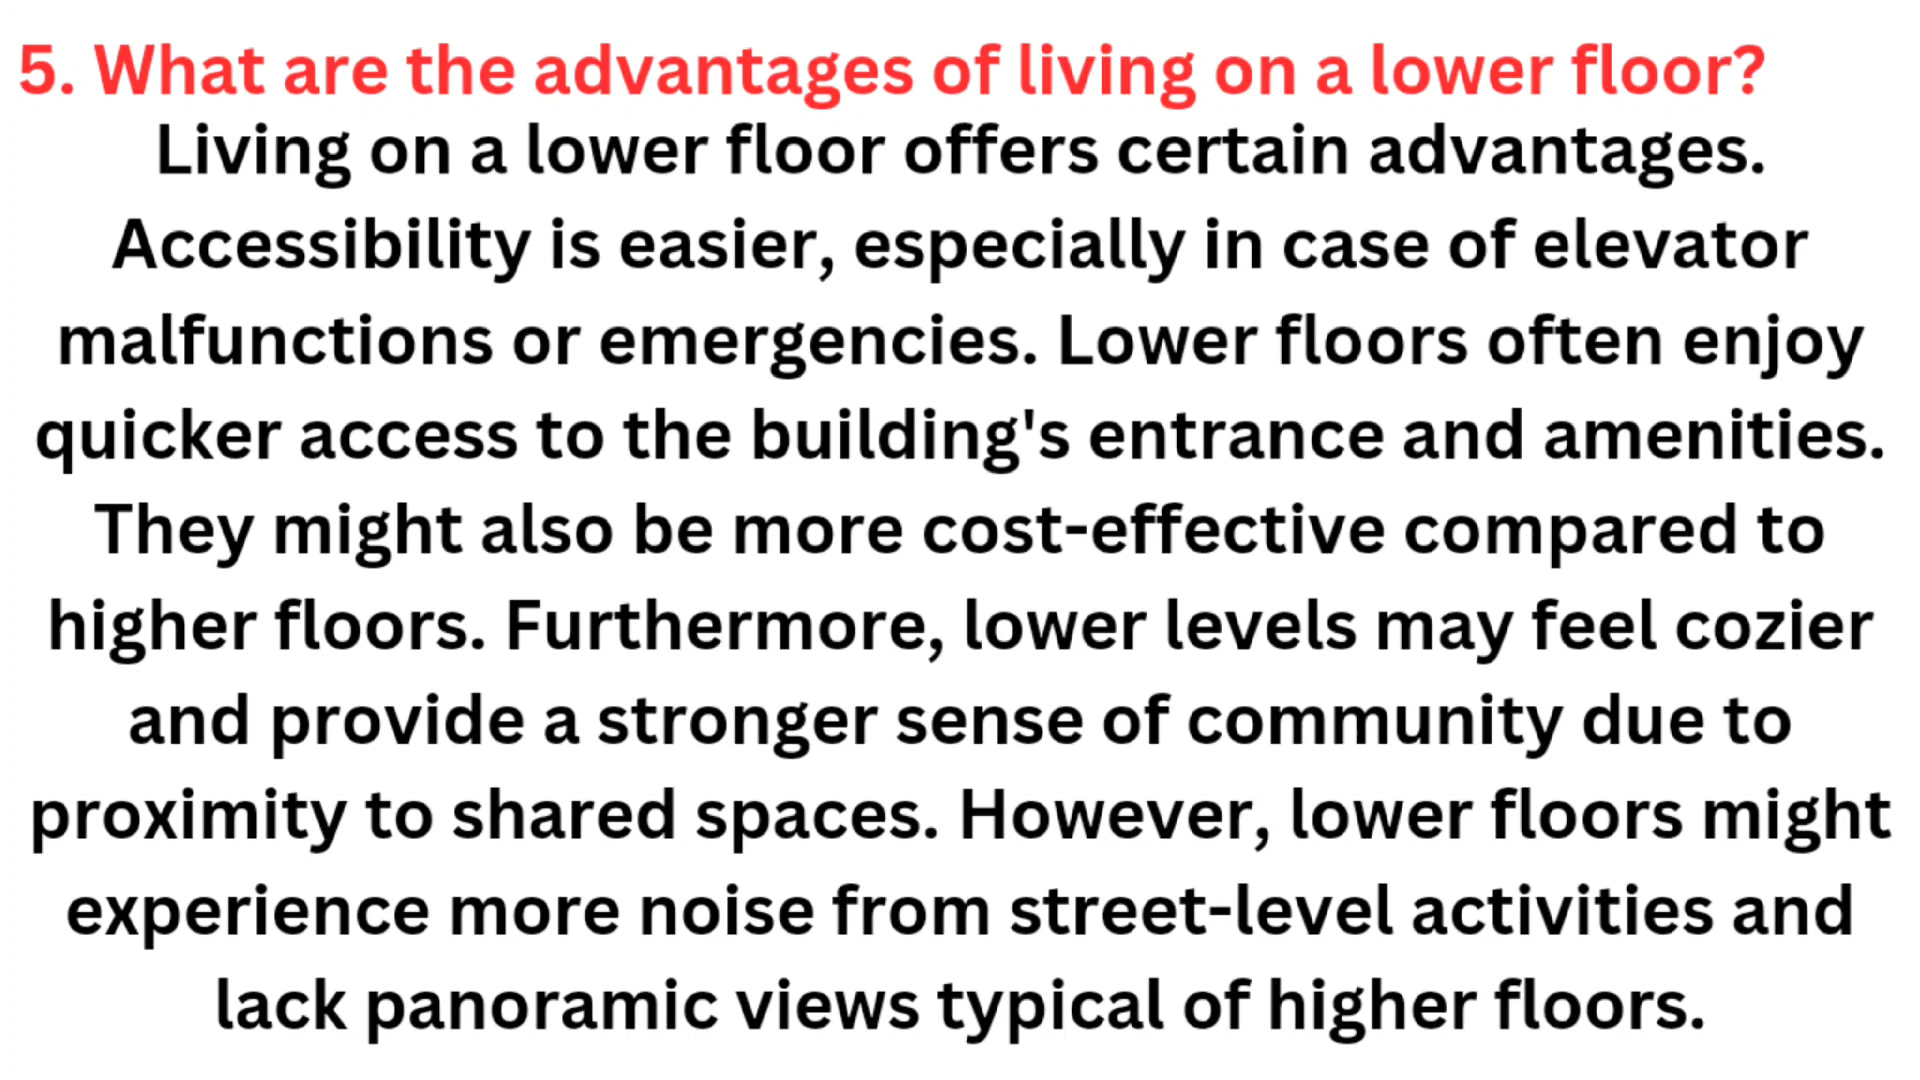 5. What are the advantages of living on a lower floor?
Living on a lower floor offers certain advantages.
Accessibility is easier, especially in case of elevator
malfunctions or emergencies. Lower floors often enjoy
quicker access to the building's entrance and amenities.
They might also be more cost-effective compared to
higher floors. Furthermore, lower levels may feel cozier
and provide a stronger sense of community due to
proximity to shared spaces. However, lower floors might
experience more noise from street-level activities and
lack panoramic views typical of higher floors.